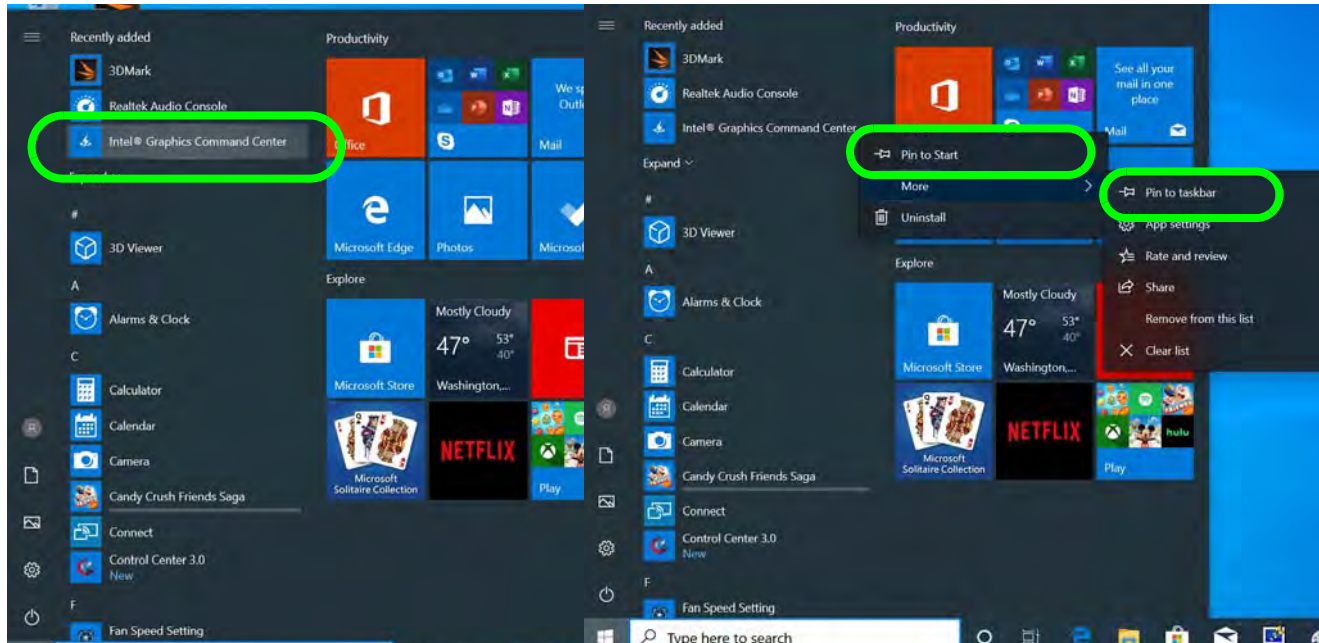 Recently added
3DMark
Realtek Audio Console
Intel® Graphics Command Center
#
3D Viewer
A
Alarms & Clock
C
Calculator
Calendar
Camera
Candy Crush Friends Saga
Connect
Control Center 3.0
New
F
Fan Speed Setting
Productivity
Office
We sp
Outlo
Mail
Microsoft Edge
Photos
Microsof
Explore
Microsoft Store
Mostly Cloudy
47° 53°
40°
Washington,...
Microsoft
Solitaire Collection
NETFLIX
Play
Recently added
3DMark
Realtek Audio Console
Intel® Graphics Command Center
Expand
#
3D Viewer
A
Alarms & Clock
C
Calculator
Calendar
Camera
Candy Crush Friends Saga
Connect
Control Center 3.0
New
F
Fan Speed Setting
Type here to search
Productivity
See all your
mail in one
place
Mail
Pin to Start
More
Uninstall
Pin to taskbar
App settings
Rate and review
Share
Remove from this list
Clear list
Explore
Microsoft Store
Mostly Cloudy
47° 53°
40°
Washington,...
Microsoft
Solitaire Collection
NETFLIX
hulu
Play